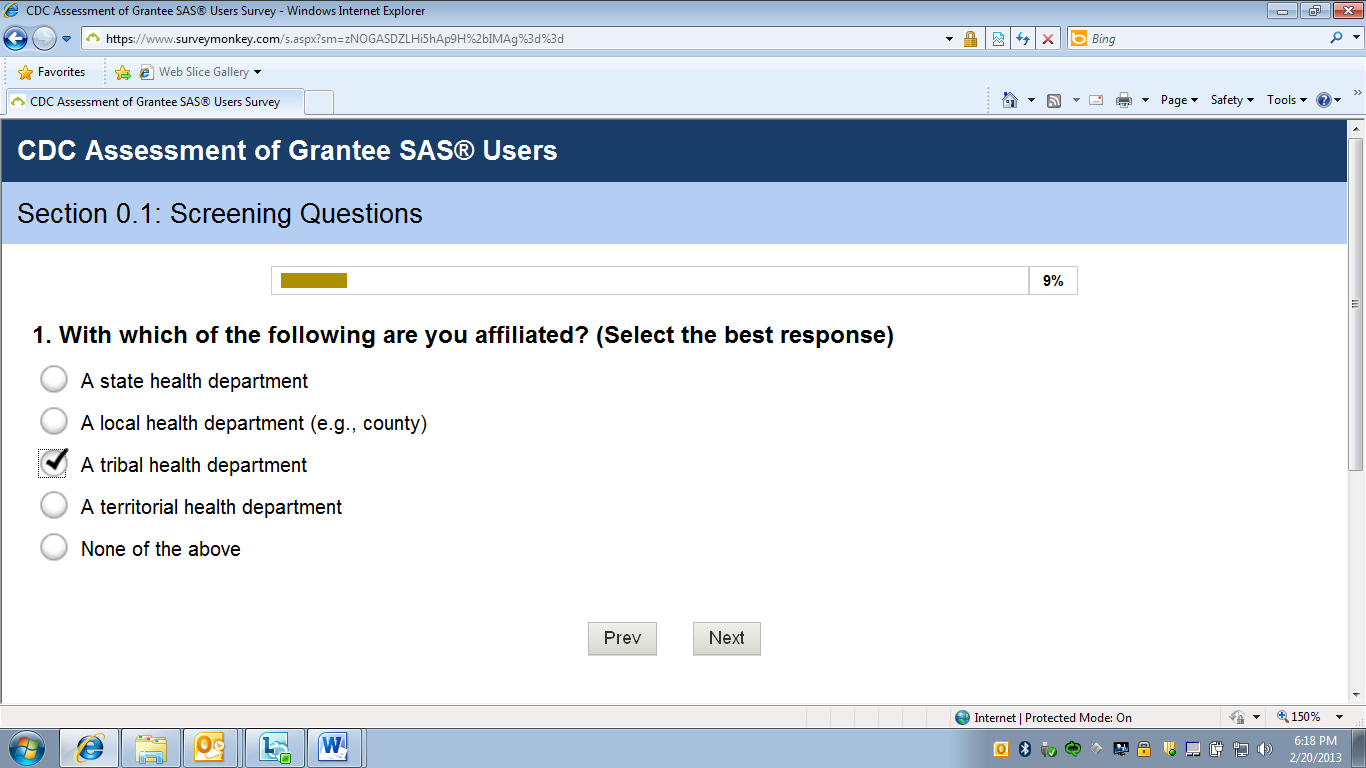 CDC Assessment of Grantee SAS® Users Survey - Windows Internet Explorer
https://www.surveymonkey.com/s.aspx?sm=zNOGASDZLHi5hAp9H%2bIMAg%3d%3d
Bing
Favorites
Web Slice Gallery
CDC Assessment of Grantee SAS® Users Survey
Page Safety Tools
CDC Assessment of Grantee SAS® Users
Section 0.1: Screening Questions
9%
1. With which of the following are you affiliated? (Select the best response)
A state health department
A local health department (e.g., county)
A tribal health department
A territorial health department
None of the above
Prev Next
Internet | Protected Mode: On
150%
6:18 PM
2/20/2013